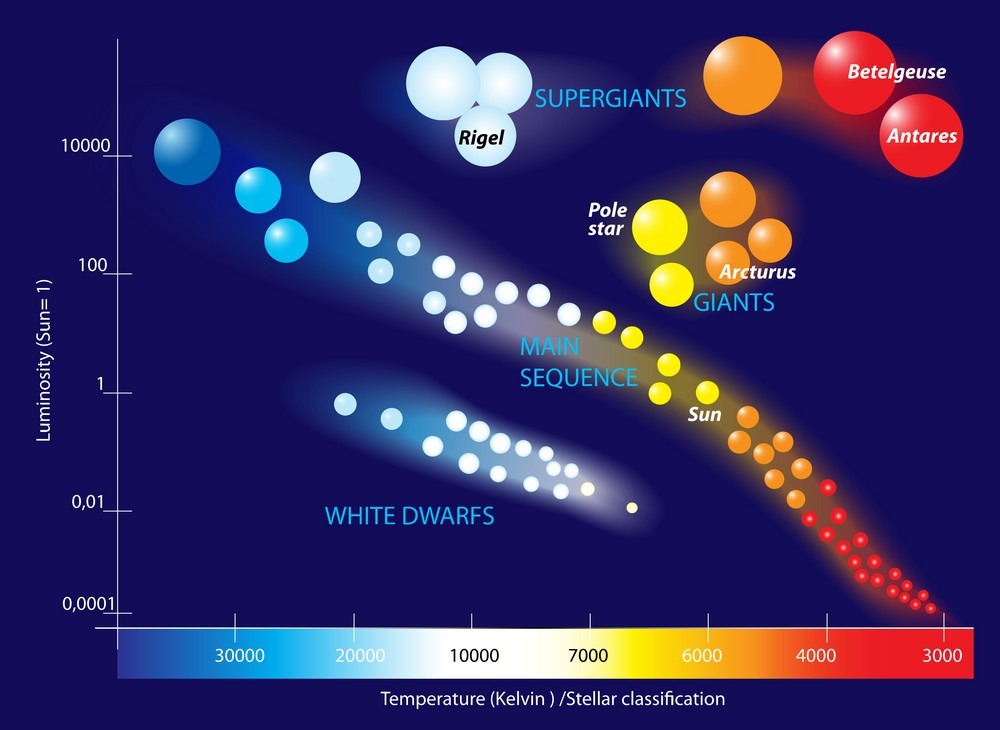 Betelgeuse
SUPERGIANTS
Rigel
Antares
10000
Pole
star
100
Arcturus
GIANTS
Luminosity (Sun= 1)
MAIN
SEQUENCE
1
Sun
0,01
WHITE DWARFS
0,0001
30000 20000 10000 7000 6000 4000 3000
Temperature (Kelvin ) /Stellar classification